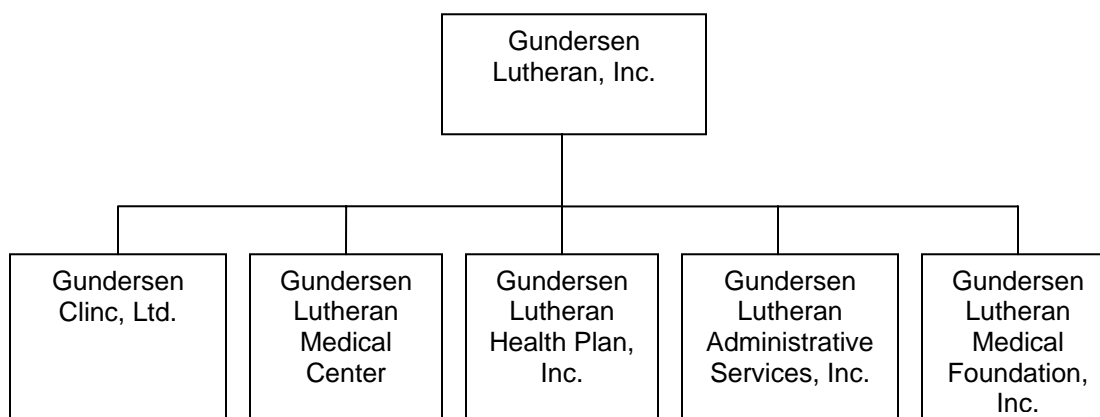 Gundersen
Lutheran, Inc.
Gundersen
Clinc, Ltd.
Gundersen
Lutheran
Medical
Center
Gundersen
Lutheran
Health Plan,
Inc.
Gundersen
Lutheran
Administrative
Services, Inc.
Gundersen
Lutheran
Medical
Foundation,
Inc.